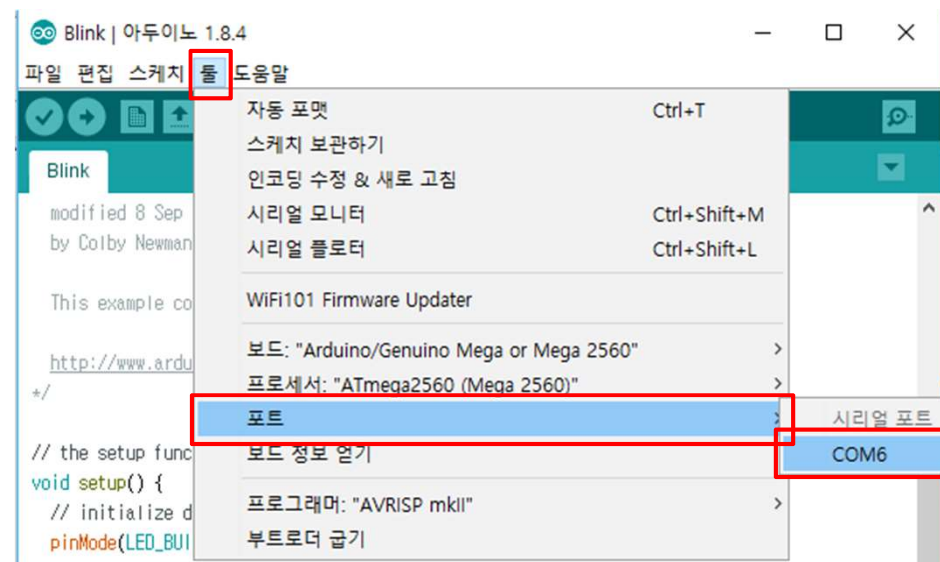 Blink | 아두이노 1.8.4
파일 편집 스케치 툴 도움말
자동 포맷 Ctrl+T
스케치 보관하기
인코딩 수정 & 새로 고침
시리얼 모니터 Ctrl+Shift+M
시리얼 플로터 Ctrl+Shift+L
WiFi101 Firmware Updater
보드: "Arduino/Genuino Mega or Mega 2560"
프로세서: "ATmega2560 (Mega 2560)"
포트
시리얼 포트
COM6
보드 정보 얻기
프로그래머: "AVRISP mkII"
부트로더 굽기
Blink
modified 8 Sep
by Colby Newman
This example co
http://www.ardu
*/
// the setup func
void setup() {
// initialize d
pinMode(LED_BUI